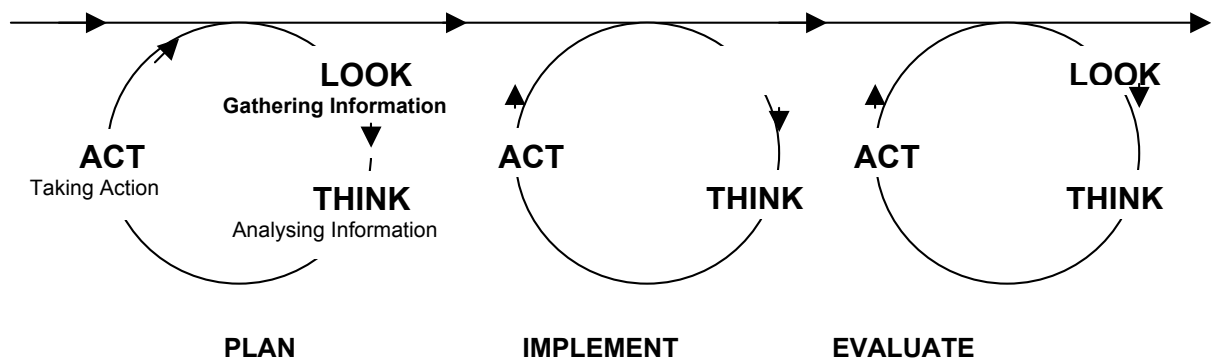 LOOK
Gathering Information
ACT
Taking Action
THINK
Analysing Information
ACT
THINK
LOOK
ACT
THINK
PLAN
IMPLEMENT
EVALUATE